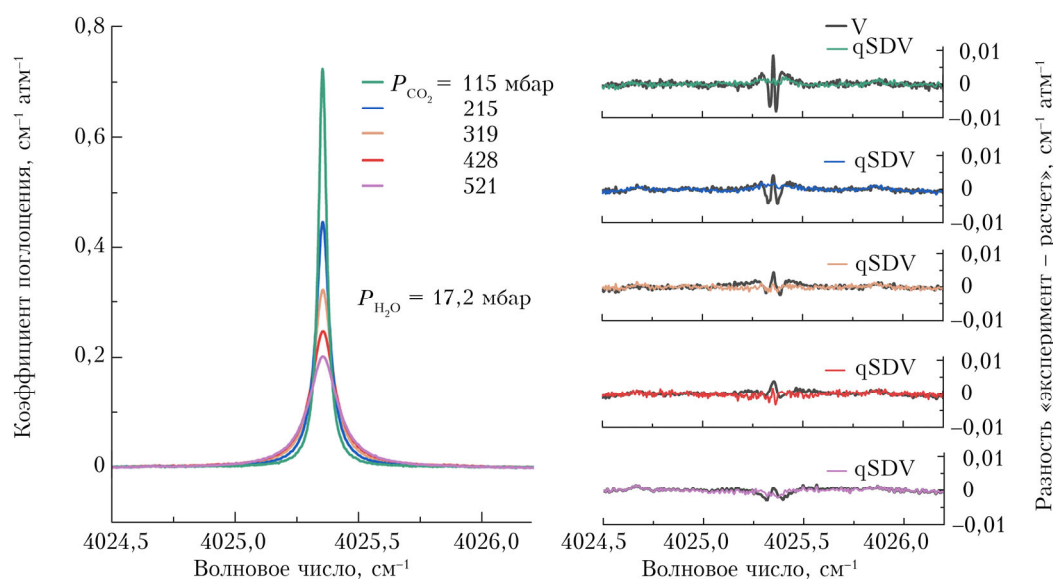 Коэффициент поглощения, см⁻¹ атм⁻¹
0,8
0,6
0,4
0,2
0
P_CO₂ = 115 мбар
215
319
428
521
P_H₂O = 17,2 мбар
4024,5 4025,0 4025,5 4026,0
Волновое число, см⁻¹
V
qSDV
0,01
0
–0,01
qSDV
0,01
0
–0,01
qSDV
0,01
0
–0,01
qSDV
0,01
0
–0,01
qSDV
0,01
0
–0,01
4024,5 4025,0 4025,5 4026,0
Волновое число, см⁻¹
Разность «эксперимент – расчет», см⁻¹ атм⁻¹